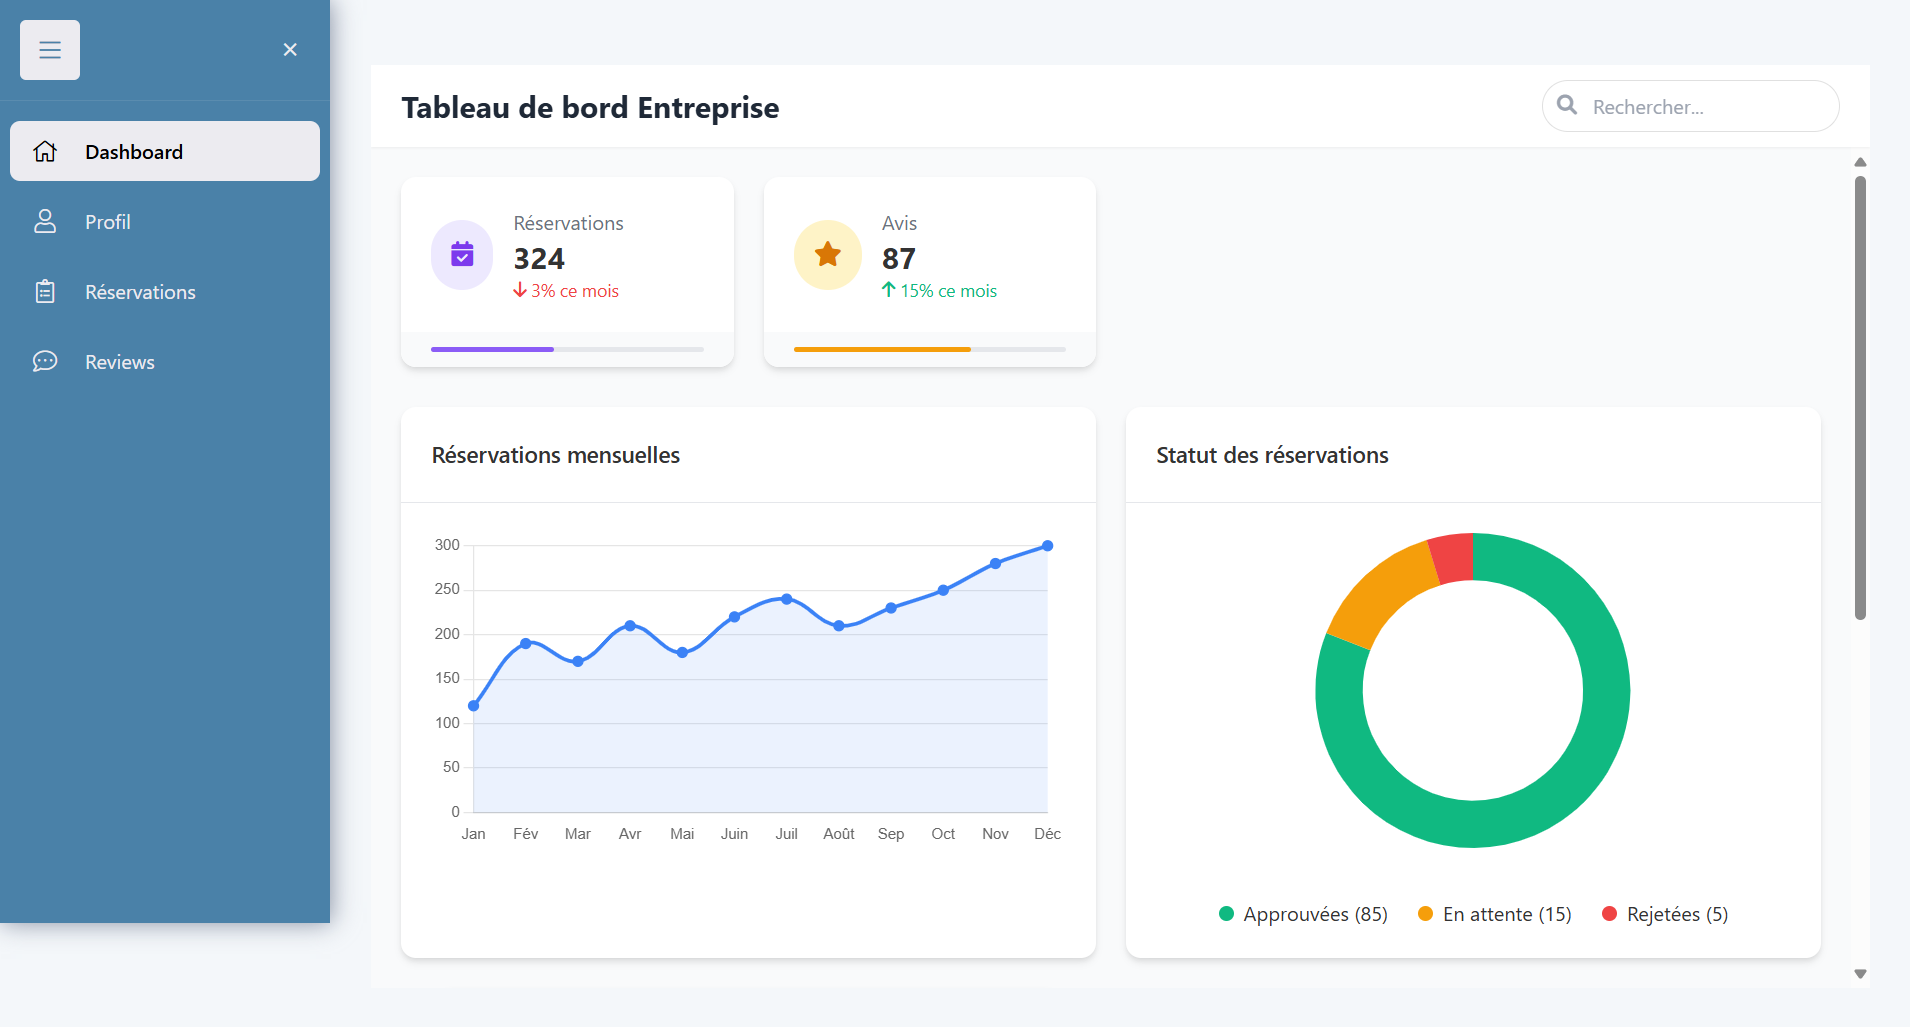 Dashboard
Profil
Réservations
Reviews
Tableau de bord Entreprise
Rechercher...
Réservations
324
3% ce mois
Avis
87
15% ce mois
Réservations mensuelles
300
250
200
150
100
50
0
Jan Fév Mar Avr Mai Juin Juil Août Sep Oct Nov Déc
Statut des réservations
Approuvées (85) En attente (15) Rejetées (5)